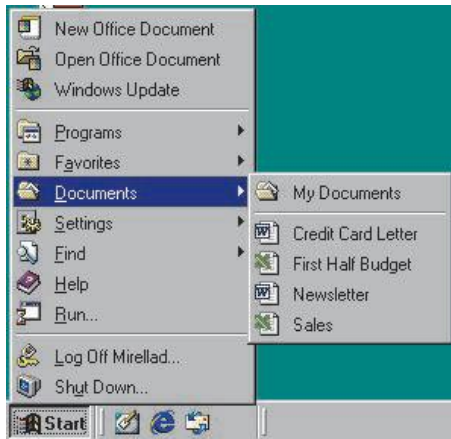 New Office Document
Open Office Document
Windows Update
Programs
Favorites
Documents
Settings
Find
Help
Run...
Log Off Mirellad...
Shut Down...
My Documents
Credit Card Letter
First Half Budget
Newsletter
Sales
Start